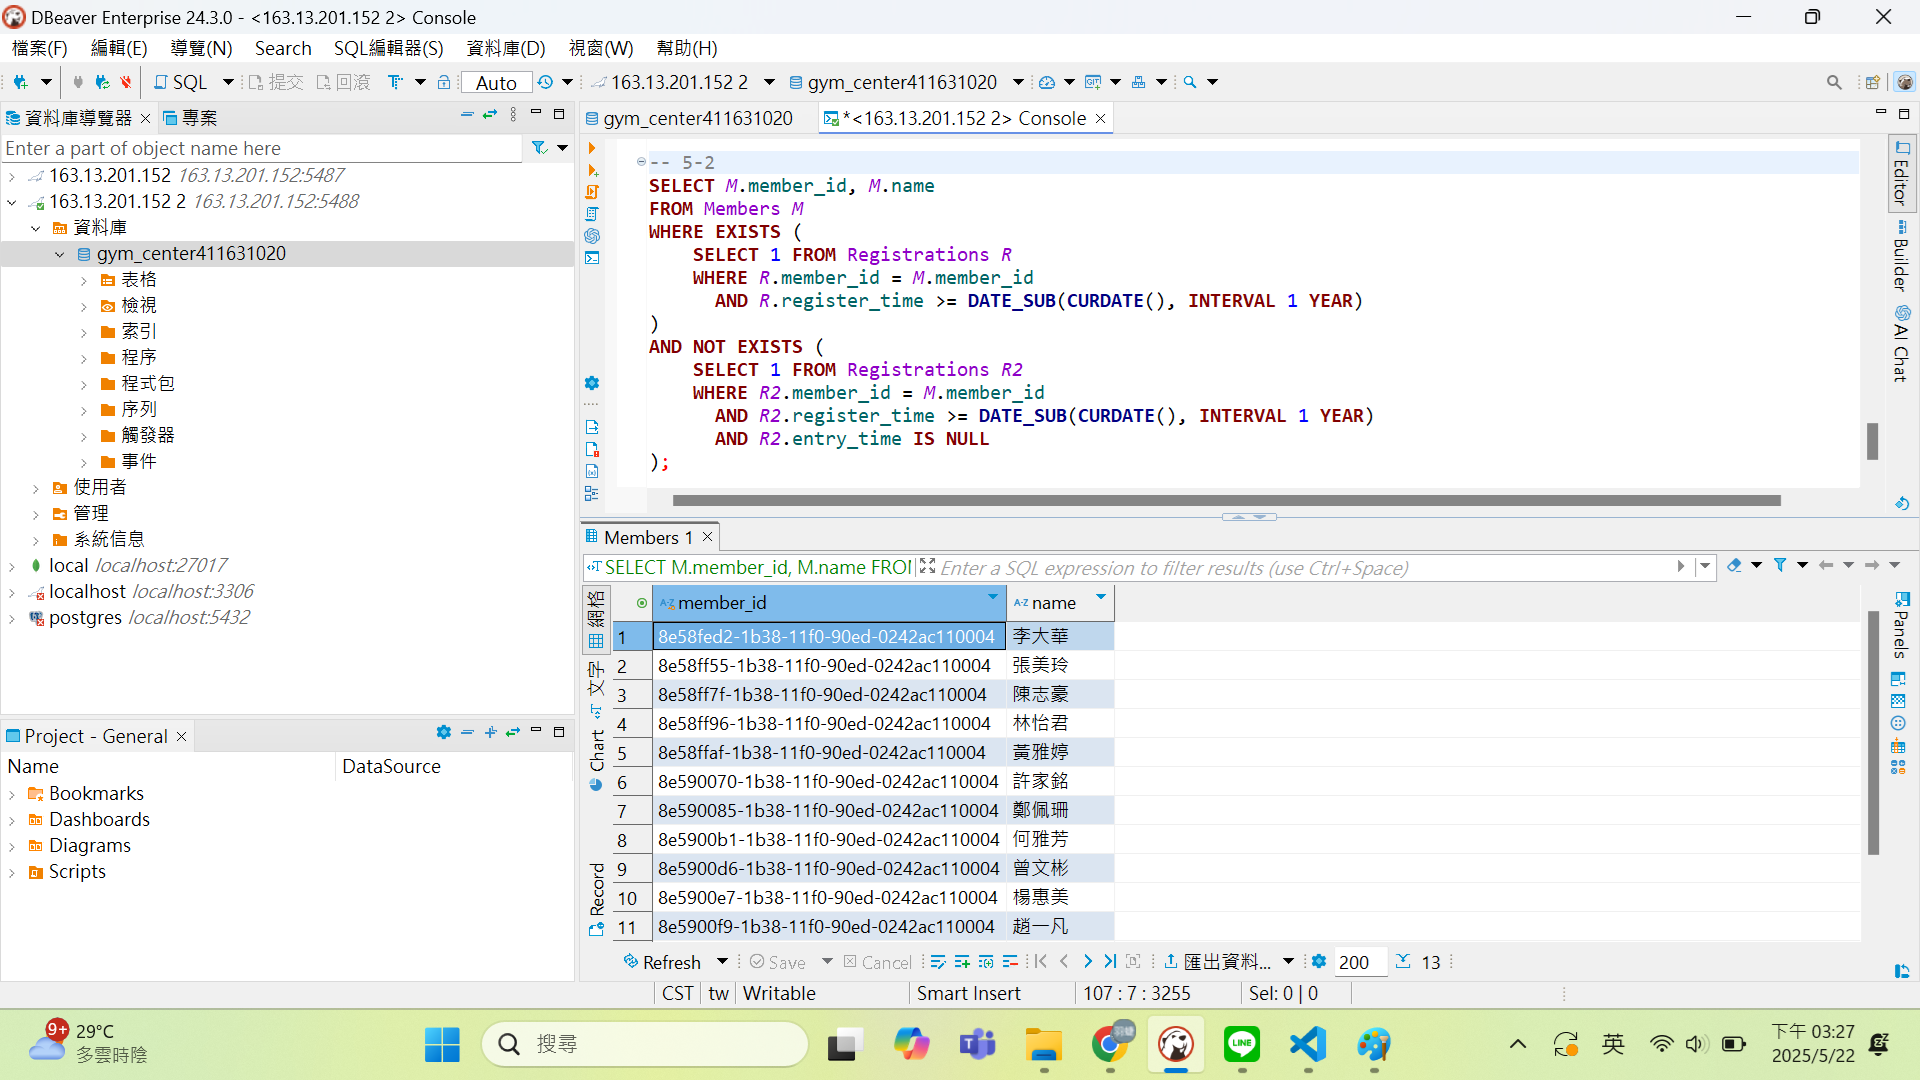 DBeaver Enterprise 24.3.0 - <163.13.201.152 2> Console
檔案(F) 編輯(E) 導覽(N) Search SQL編輯器(S) 資料庫(D) 視窗(W) 幫助(H)
SQL 提交 回滾 Auto 163.13.201.152 2 gym_center411631020
資料庫導覽器 專案
Enter a part of object name here
163.13.201.152 163.13.201.152:5487
163.13.201.152 2 163.13.201.152:5488
資料庫
gym_center411631020
表格
檢視
索引
程序
程式包
序列
觸發器
事件
使用者
管理
系統信息
local localhost:27017
localhost localhost:3306
postgres localhost:5432
Project - General
Name DataSource
Bookmarks
Dashboards
Diagrams
Scripts
gym_center411631020 *<163.13.201.152 2> Console
-- 5-2
SELECT M.member_id, M.name
FROM Members M
WHERE EXISTS (
SELECT 1 FROM Registrations R
WHERE R.member_id = M.member_id
AND R.register_time >= DATE_SUB(CURDATE(), INTERVAL 1 YEAR)
)
AND NOT EXISTS (
SELECT 1 FROM Registrations R2
WHERE R2.member_id = M.member_id
AND R2.register_time >= DATE_SUB(CURDATE(), INTERVAL 1 YEAR)
AND R2.entry_time IS NULL
);
Editor
Builder
AI Chat
Members 1
SELECT M.member_id, M.name FROM Enter a SQL expression to filter results (use Ctrl+Space)
網格
文字
Chart
Record
Panels
member_id name
1 8e58fed2-1b38-11f0-90ed-0242ac110004 李大華
2 8e58ff55-1b38-11f0-90ed-0242ac110004 張美玲
3 8e58ff7f-1b38-11f0-90ed-0242ac110004 陳志豪
4 8e58ff96-1b38-11f0-90ed-0242ac110004 林怡君
5 8e58ffaf-1b38-11f0-90ed-0242ac110004 黃雅婷
6 8e590070-1b38-11f0-90ed-0242ac110004 許家銘
7 8e590085-1b38-11f0-90ed-0242ac110004 鄭佩珊
8 8e5900b1-1b38-11f0-90ed-0242ac110004 何雅芳
9 8e5900d6-1b38-11f0-90ed-0242ac110004 曾文彬
10 8e5900e7-1b38-11f0-90ed-0242ac110004 楊惠美
11 8e5900f9-1b38-11f0-90ed-0242ac110004 趙一凡
Refresh Save Cancel 匯出資料... 200 13
CST tw Writable Smart Insert 107 : 7 : 3255 Sel: 0 | 0
9+ 29°C
多雲時陰
搜尋
LINE
英
下午 03:27
2025/5/22